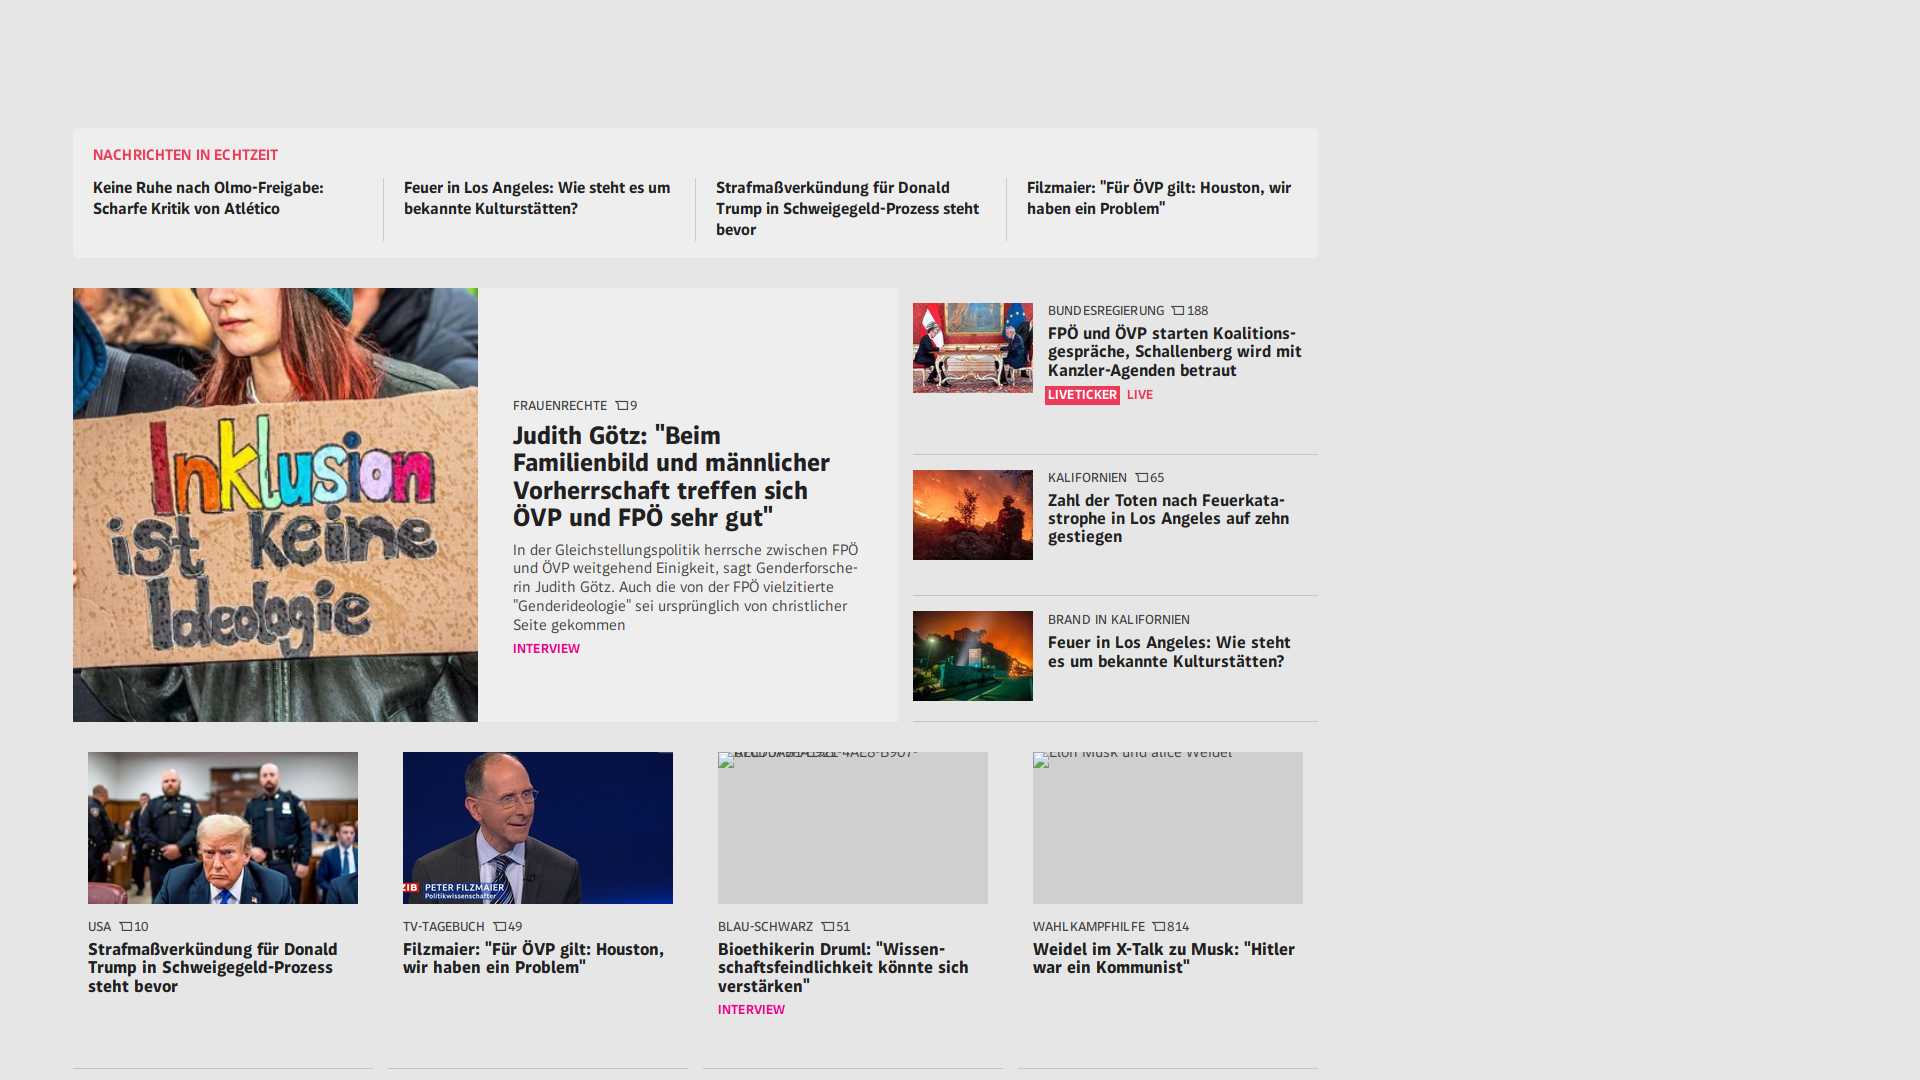 NACHRICHTEN IN ECHTZEIT
Keine Ruhe nach Olmo-Freigabe:
Scharfe Kritik von Atlético
Feuer in Los Angeles: Wie steht es um
bekannte Kulturstätten?
Strafmaßverkündung für Donald
Trump in Schweigegeld-Prozess steht
bevor
Filzmaier: "Für ÖVP gilt: Houston, wir
haben ein Problem"
Inklusion
ist keine
Ideologie
FRAUENRECHTE 9
Judith Götz: "Beim
Familienbild und männlicher
Vorherrschaft treffen sich
ÖVP und FPÖ sehr gut"
In der Gleichstellungspolitik herrsche zwischen FPÖ
und ÖVP weitgehend Einigkeit, sagt Genderforsche-
rin Judith Götz. Auch die von der FPÖ vielzitierte
"Genderideologie" sei ursprünglich von christlicher
Seite gekommen
INTERVIEW
BUNDESREGIERUNG 188
FPÖ und ÖVP starten Koalitions-
gespräche, Schallenberg wird mit
Kanzler-Agenden betraut
LIVETICKER LIVE
KALIFORNIEN 65
Zahl der Toten nach Feuerkata-
strophe in Los Angeles auf zehn
gestiegen
BRAND IN KALIFORNIEN
Feuer in Los Angeles: Wie steht
es um bekannte Kulturstätten?
USA 10
Strafmaßverkündung für Donald
Trump in Schweigegeld-Prozess
steht bevor
ZIB PETER FILZMAIER
Politikwissenschafter
TV-TAGEBUCH 49
Filzmaier: "Für ÖVP gilt: Houston,
wir haben ein Problem"
BLAU-SCHWARZ 51
Bioethikerin Druml: "Wissen-
schaftsfeindlichkeit könnte sich
verstärken"
INTERVIEW
Elon Musk und alice Weidel
WAHLKAMPFHILFE 814
Weidel im X-Talk zu Musk: "Hitler
war ein Kommunist"